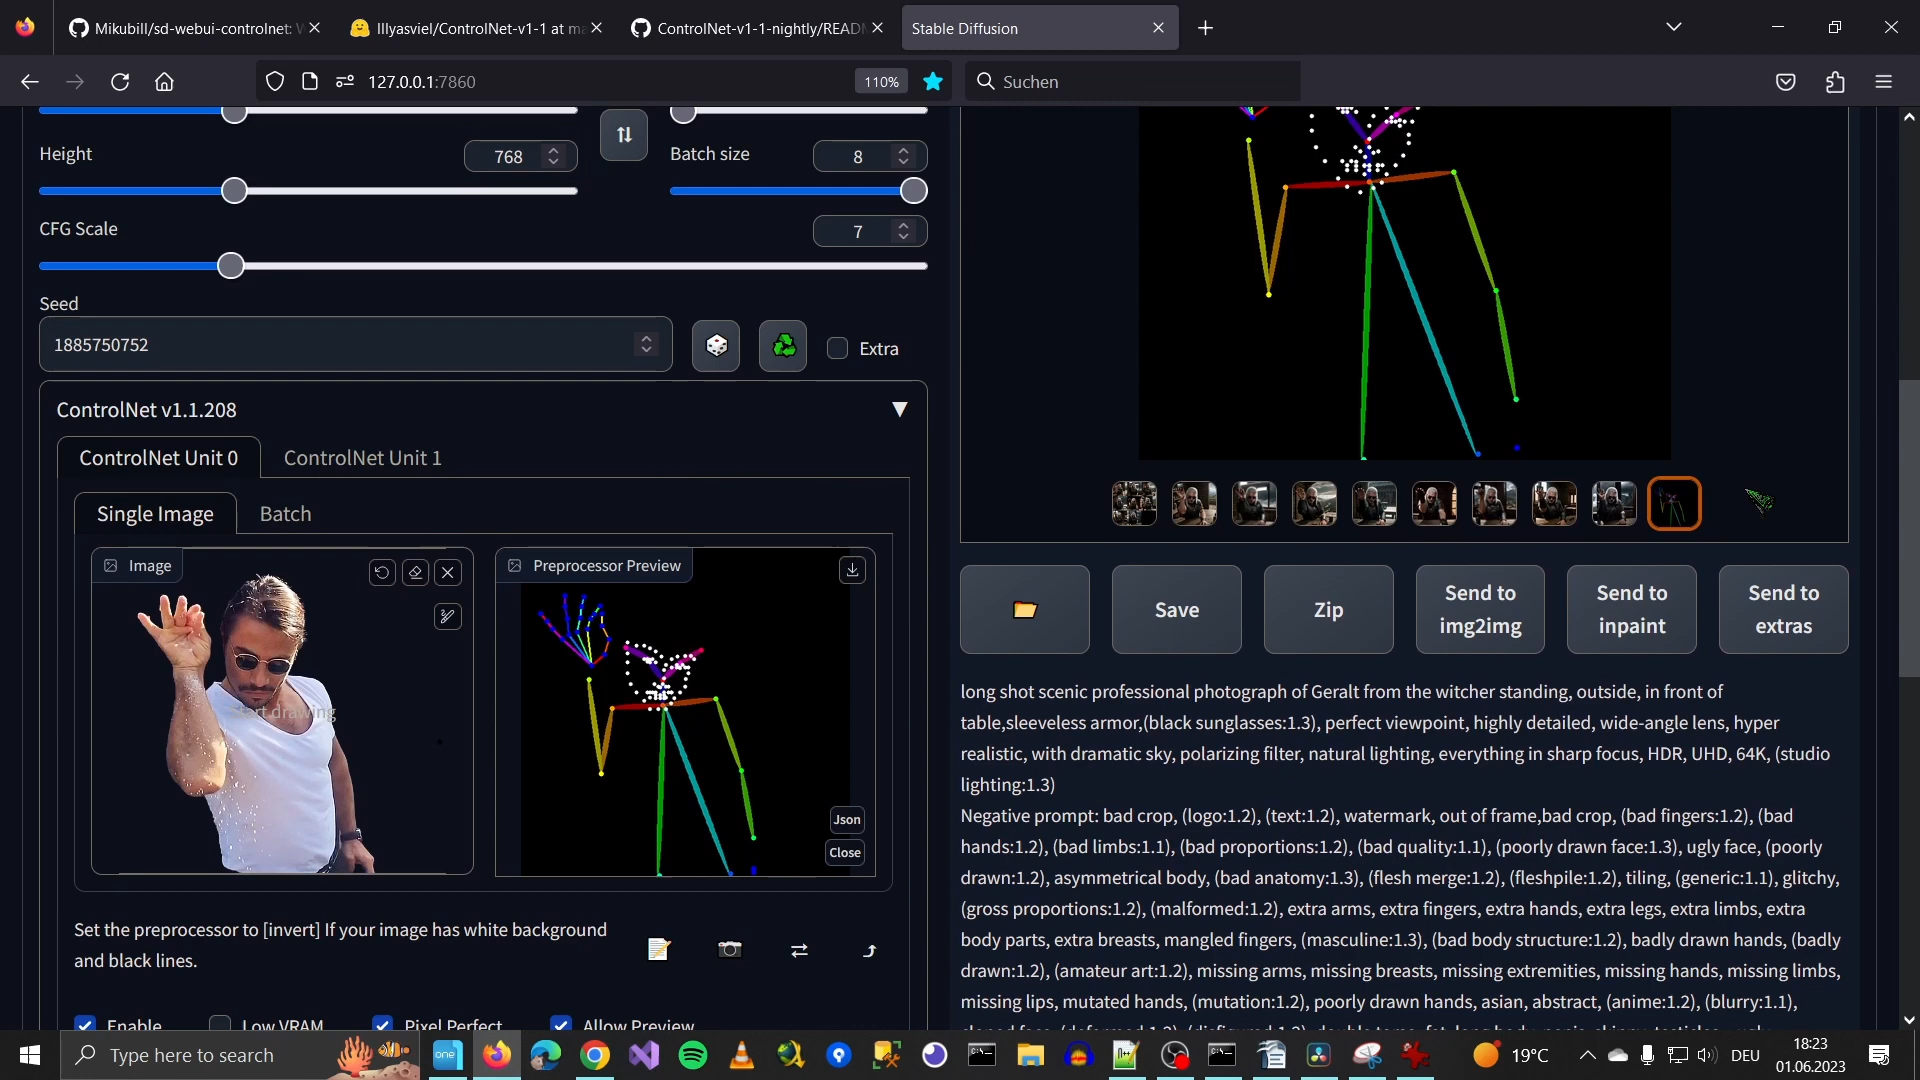 Mikubill/sd-webui-controlnet: W
lllyasviel/ControlNet-v1-1 at ma
ControlNet-v1-1-nightly/READM
Stable Diffusion
127.0.0.1:7860
110%
Suchen
Height
768
Batch size
8
CFG Scale
7
Seed
1885750752
Extra
ControlNet v1.1.208
ControlNet Unit 0
ControlNet Unit 1
Single Image
Batch
Image
Start drawing
Preprocessor Preview
Json
Close
Set the preprocessor to [invert] If your image has white background
and black lines.
Enable
Low VRAM
Pixel Perfect
Allow Preview
Save
Zip
Send to
img2img
Send to
inpaint
Send to
extras
long shot scenic professional photograph of Geralt from the witcher standing, outside, in front of
table,sleeveless armor,(black sunglasses:1.3), perfect viewpoint, highly detailed, wide-angle lens, hyper
realistic, with dramatic sky, polarizing filter, natural lighting, everything in sharp focus, HDR, UHD, 64K, (studio
lighting:1.3)
Negative prompt: bad crop, (logo:1.2), (text:1.2), watermark, out of frame,bad crop, (bad fingers:1.2), (bad
hands:1.2), (bad limbs:1.1), (bad proportions:1.2), (bad quality:1.1), (poorly drawn face:1.3), ugly face, (poorly
drawn:1.2), asymmetrical body, (bad anatomy:1.3), (flesh merge:1.2), (fleshpile:1.2), tiling, (generic:1.1), glitchy,
(gross proportions:1.2), (malformed:1.2), extra arms, extra fingers, extra hands, extra legs, extra limbs, extra
body parts, extra breasts, mangled fingers, (masculine:1.3), (bad body structure:1.2), badly drawn hands, (badly
drawn:1.2), (amateur art:1.2), missing arms, missing breasts, missing extremities, missing hands, missing limbs,
missing lips, mutated hands, (mutation:1.2), poorly drawn hands, asian, abstract, (anime:1.2), (blurry:1.1),
Type here to search
one
19°C
DEU
18:23
01.06.2023